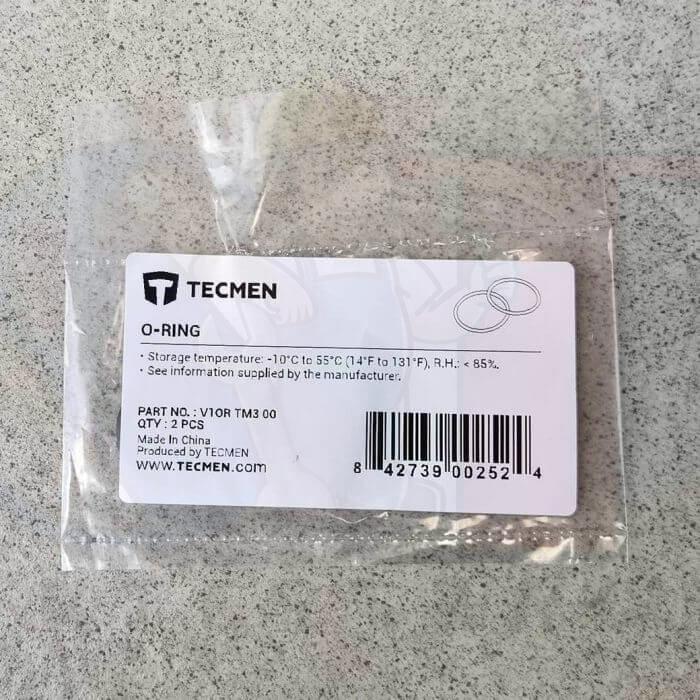 TECMEN
O-RING
· Storage temperature: -10°C to 55°C (14°F to 131°F), R.H.: < 85%.
· See information supplied by the manufacturer.
PART NO. : V1OR TM3 00
QTY : 2 PCS
Made In China
Produced by TECMEN
WWW.TECMEN.com
8 42739 00252 4